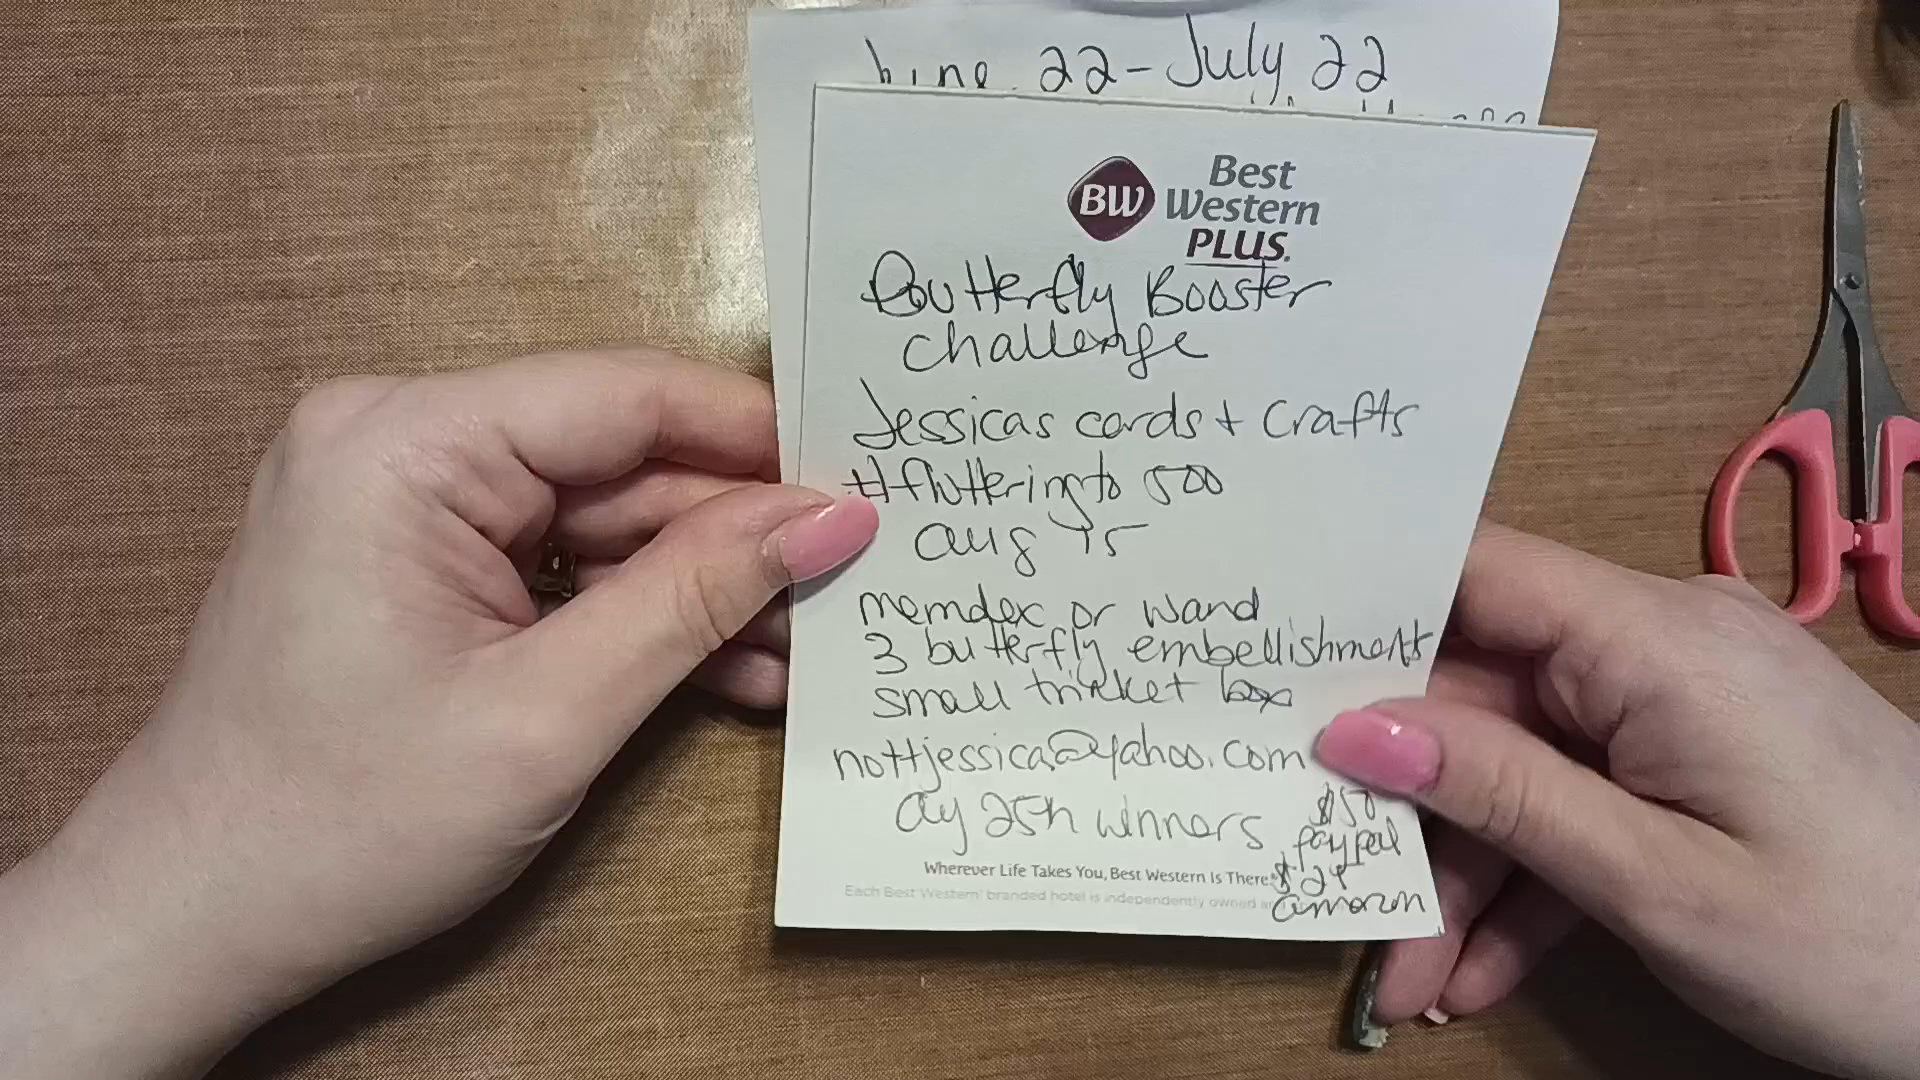 June 22-July 22
BW Best
Western
PLUS.
Butterfly Booster
challenge
Jessicas cards + crafts
#flutteringto 500
aug 15
memdex or wand
3 butterfly embellishments
small trinket box
nottjessica@yahoo.com
25th winners
$50
paypal
$ 24
amazon
Wherever Life Takes You, Best Western Is There.
Each Best Western® branded hotel is independently owned